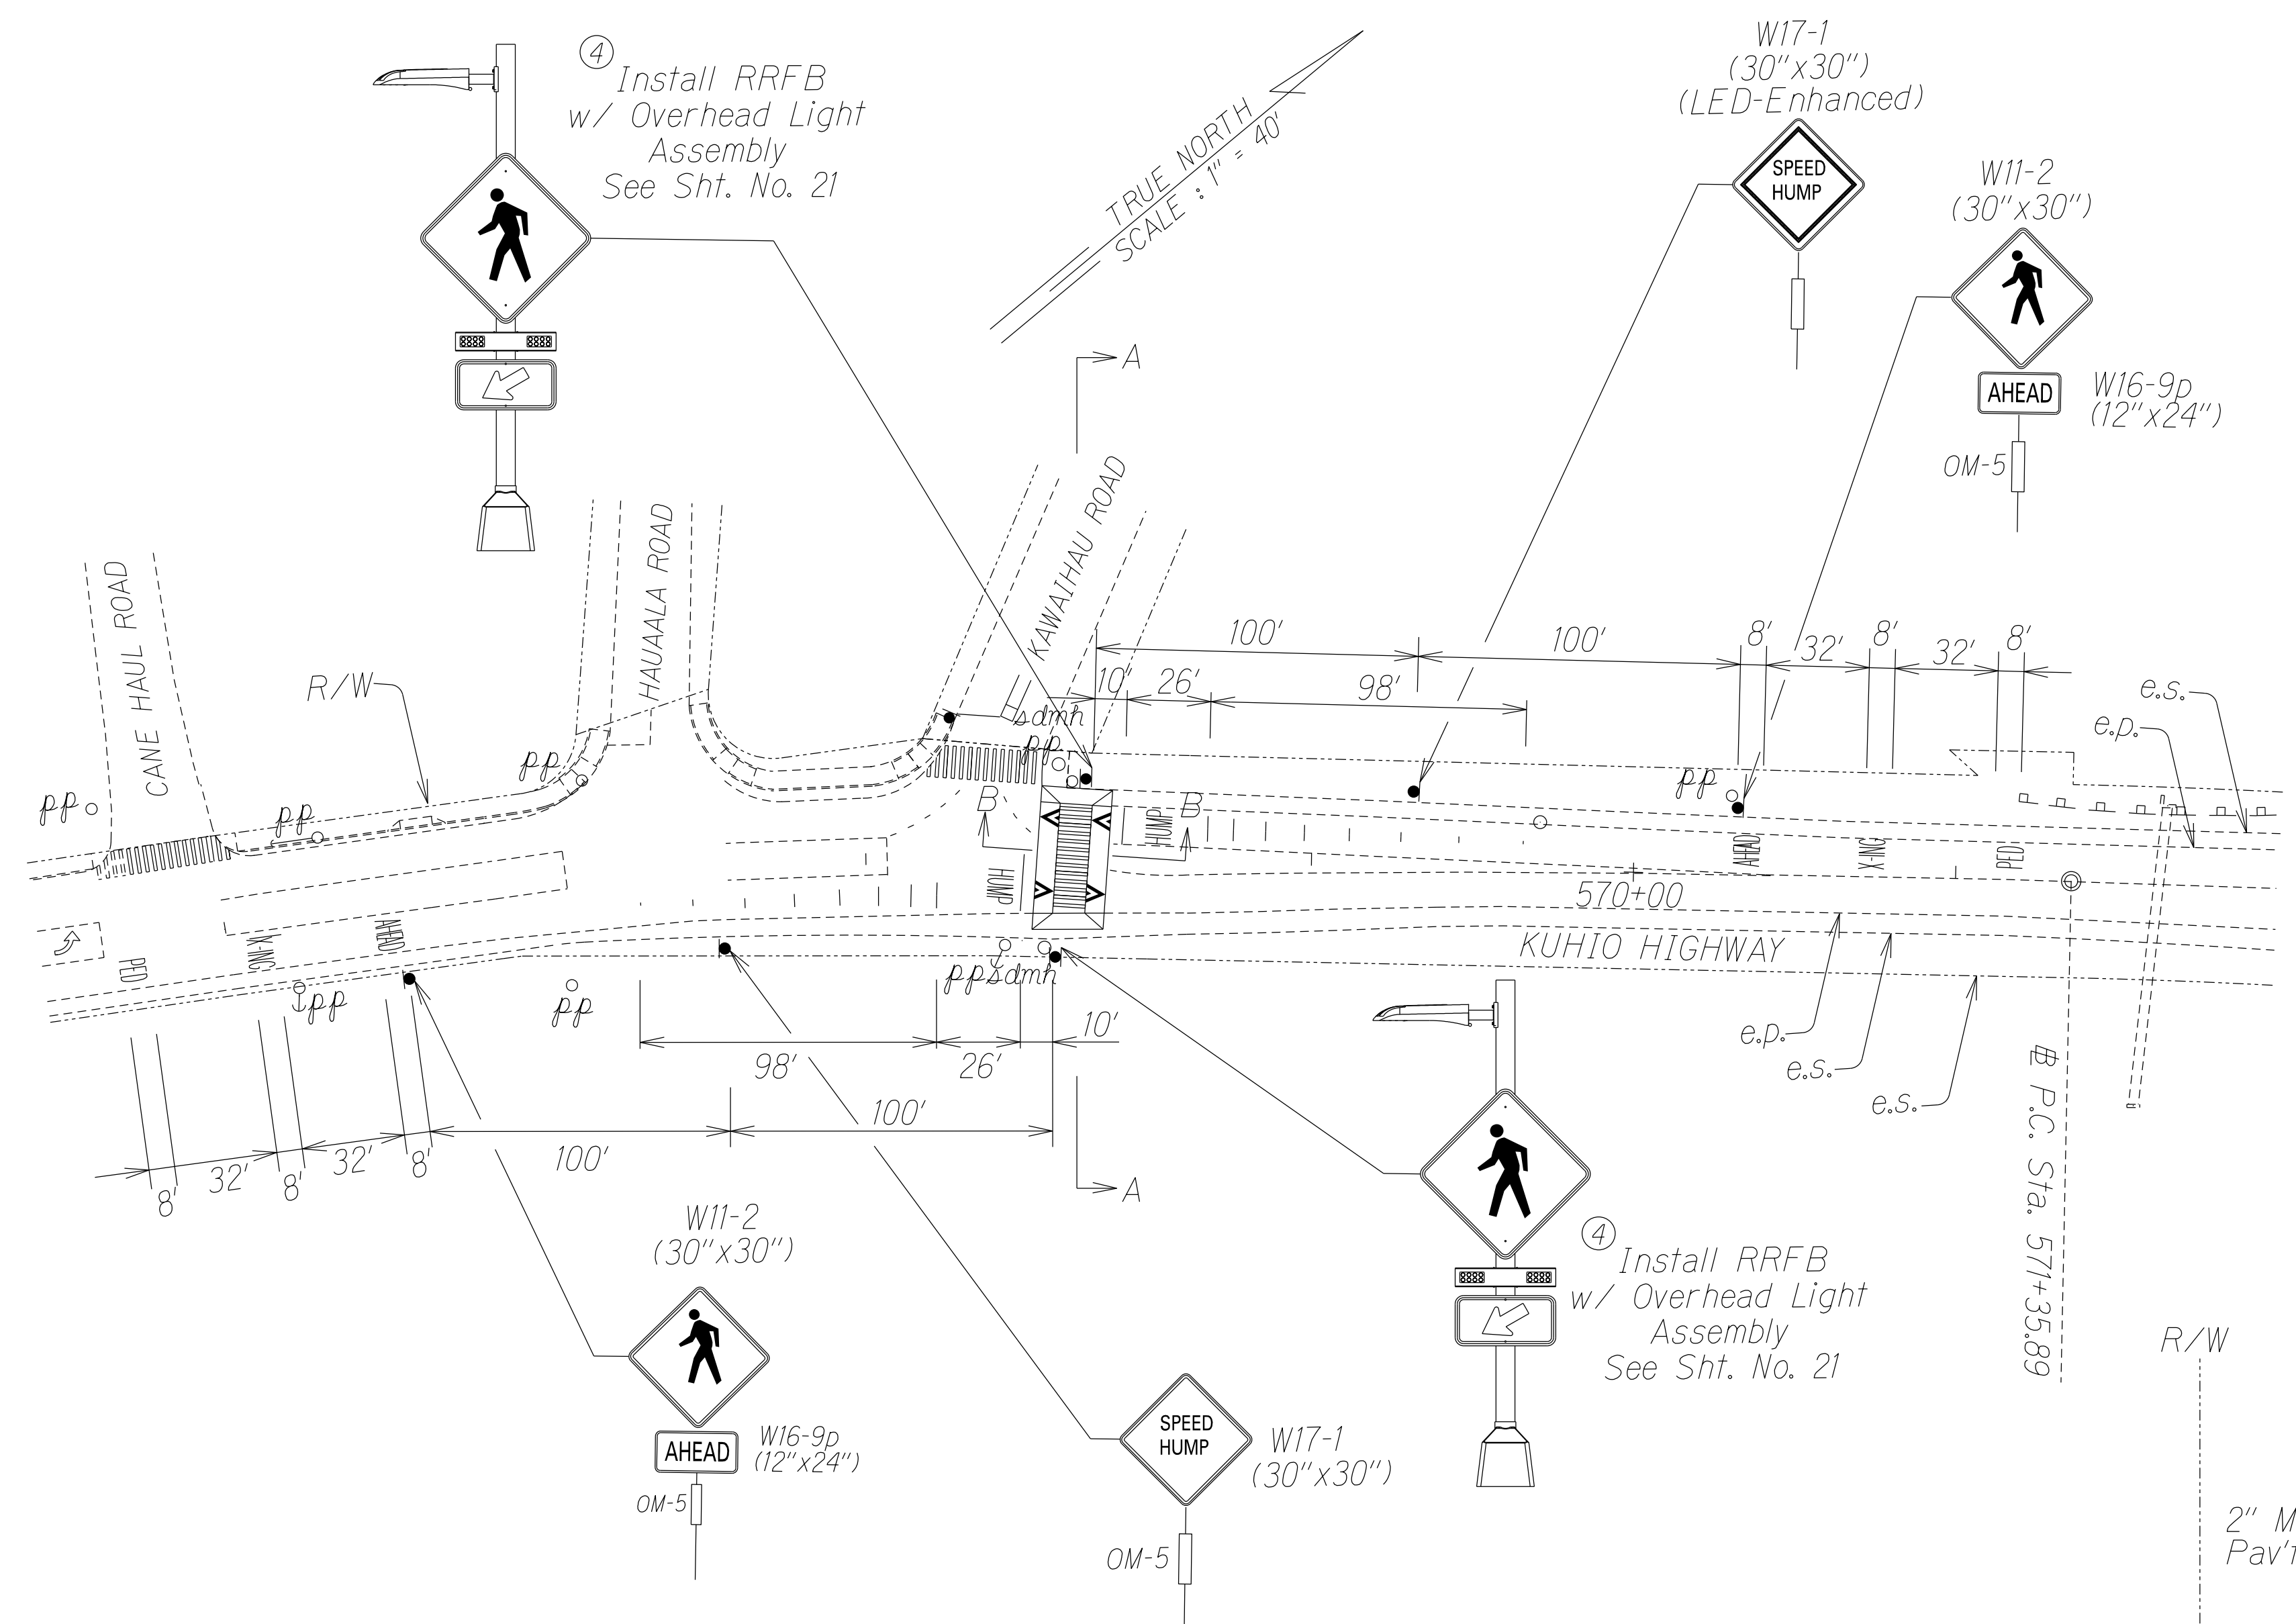 4
Install RRFB
w/ Overhead Light
Assembly
See Sht. No. 21
TRUE NORTH
SCALE : 1" = 40'
W17-1
(30"x30")
(LED-Enhanced)
SPEED
HUMP
W11-2
(30"x30")
AHEAD
W16-9p
(12"x24")
OM-5
A
CANE HAUL ROAD
HAUAALA ROAD
KAWAIHAU ROAD
R/W
100'
100'
8'
32'
8'
32'
8'
10'
26'
98'
e.s.
e.p.
sdmh
pp
pp
pp
pp
pp
B
B
HUMP
HUMP
AHEAD
X-ING
PED
570+00
KUHIO HIGHWAY
PED
X-ING
AHEAD
pp
pp
pp
sdmh
e.p.
e.s.
e.s.
98'
26'
10'
100'
100'
8'
32'
8'
32'
8'
A
B P.C. Sta. 571+35.89
W11-2
(30"x30")
AHEAD
W16-9p
(12"x24")
OM-5
SPEED
HUMP
W17-1
(30"x30")
OM-5
4
Install RRFB
w/ Overhead Light
Assembly
See Sht. No. 21
R/W
2" M
Pav't